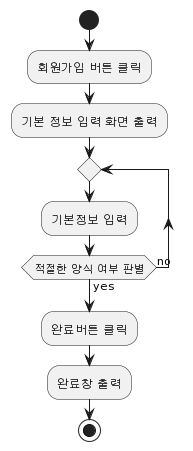 회원가입 버튼 클릭
기본 정보 입력 화면 출력
기본정보 입력
적절한 양식 여부 판별
no
yes
완료버튼 클릭
완료창 출력